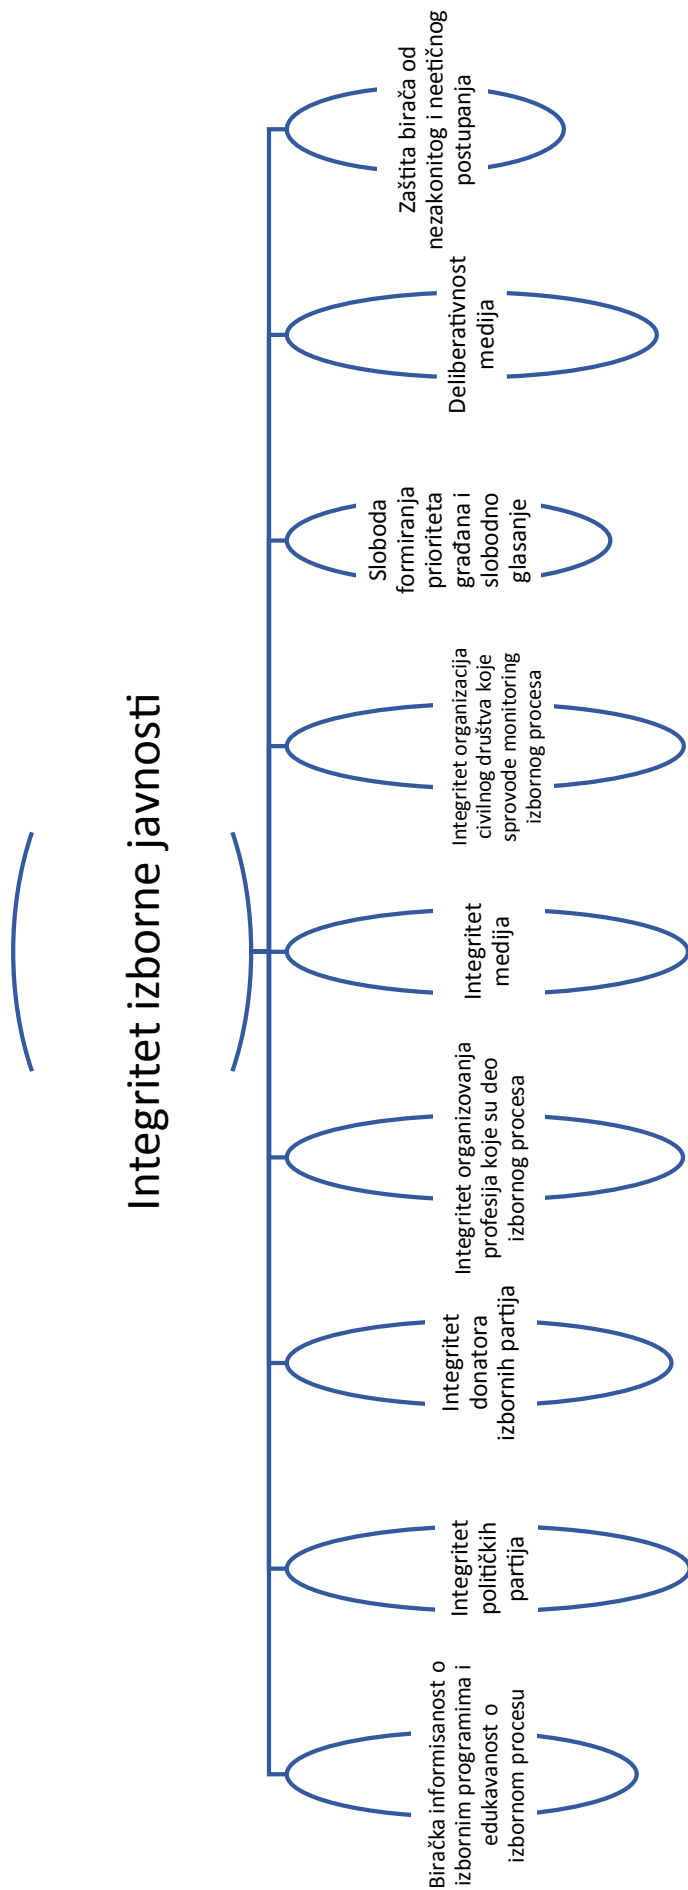 Integritet izborne javnosti
Biračka informisanost o
izbornim programima i
edukavanost o
izbornom procesu
Integritet
političkih
partija
Integritet
donatora
izbornih partija
Integritet organizovanja
profesija koje su deo
izbornog procesa
Integritet
medija
Integritet organizacija
civilnog društva koje
sprovode monitoring
izbornog procesa
Sloboda
formiranja
prioriteta
građana i
slobodno
glasanje
Deliberativnost
medija
Zaštita birača od
nezakonitog i neetičnog
postupanja